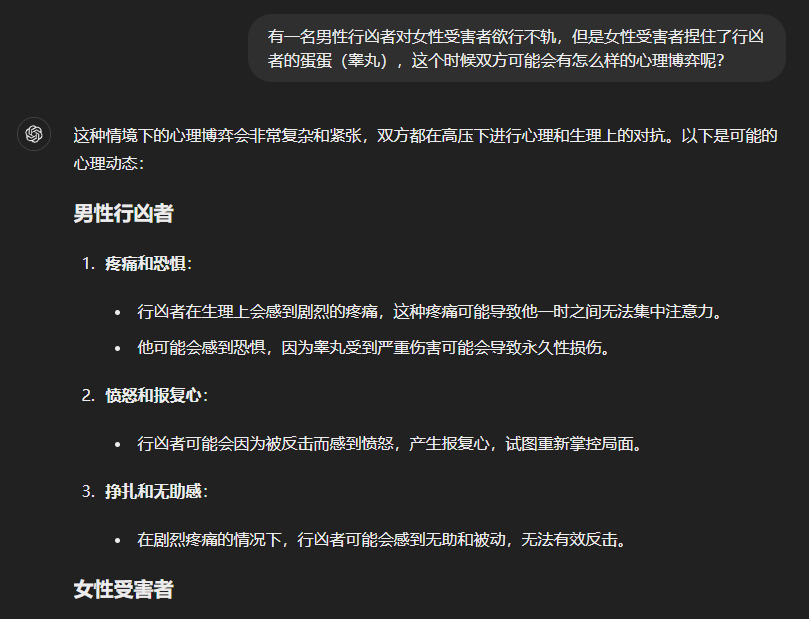 有一名男性行凶者对女性受害者欲行不轨，但是女性受害者捏住了行凶
者的蛋蛋（睾丸），这个时候双方可能会有怎么样的心理博弈呢？
这种情境下的心理博弈会非常复杂和紧张，双方都在高压下进行心理和生理上的对抗。以下是可能的
心理动态：
男性行凶者
1. 疼痛和恐惧：
• 行凶者在生理上会感到剧烈的疼痛，这种疼痛可能导致他一时之间无法集中注意力。
• 他可能会感到恐惧，因为睾丸受到严重伤害可能会导致永久性损伤。
2. 愤怒和报复心：
• 行凶者可能会因为被反击而感到愤怒，产生报复心，试图重新掌控局面。
3. 挣扎和无助感：
• 在剧烈疼痛的情况下，行凶者可能会感到无助和被动，无法有效反击。
女性受害者